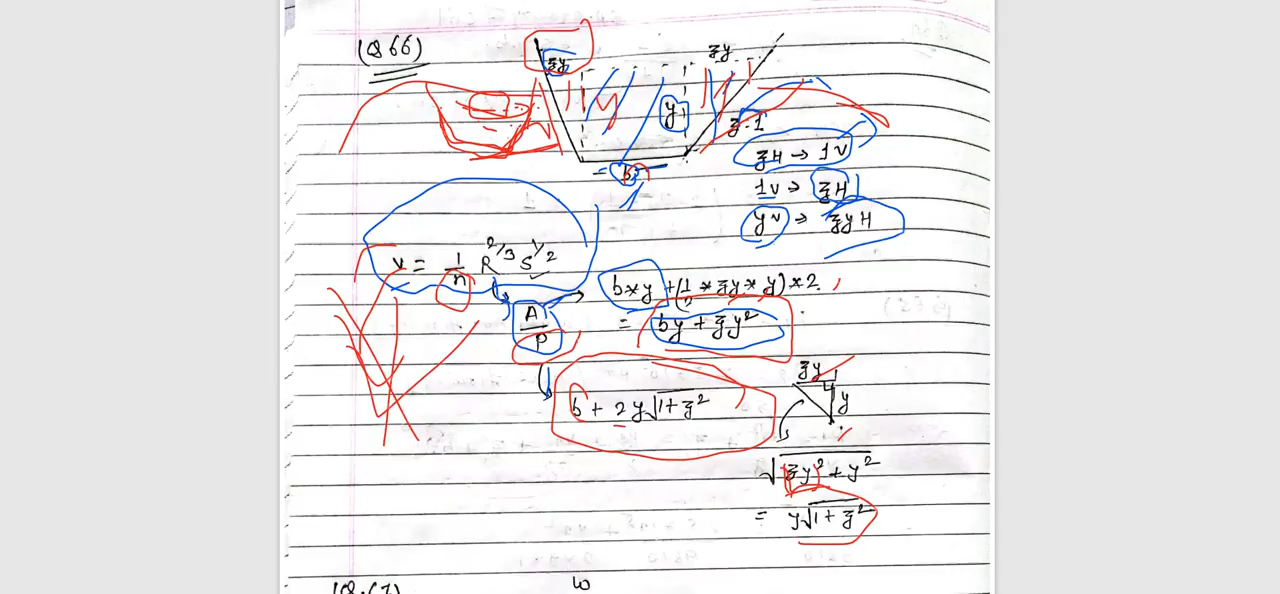 (Q 66)
zy
zy
y
z:1
b
zH → 1V
1V ⇒ zH
yV ⇒ zyH
V = 1/n R^2/3 S^1/2
A/P
b*y + (1/2 * zy * y) * 2
= by + zy²
zy
y
b + 2y√1+z²
√(zy)² + y²
= y√1+z²